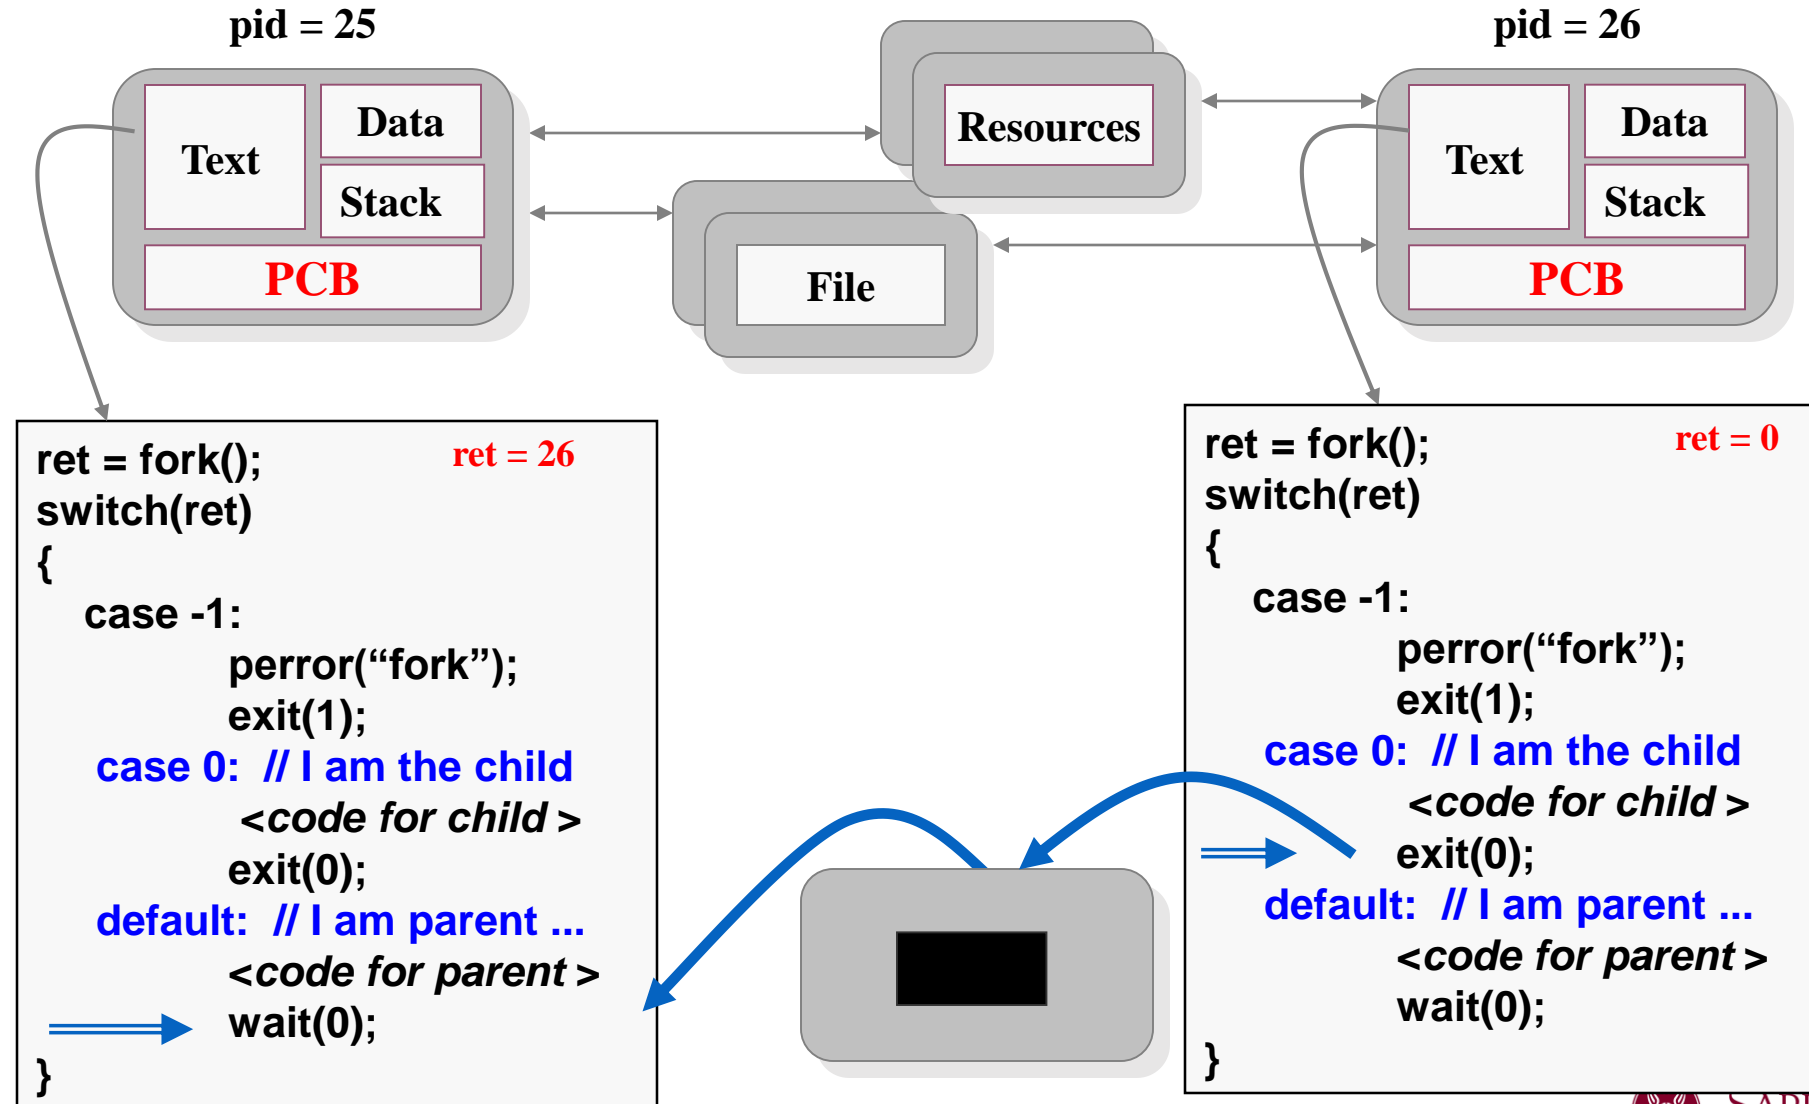 pid = 25
pid = 26
Text
Data
Stack
PCB
Resources
File
Text
Data
Stack
PCB
ret = fork();
ret = 26
switch(ret)
{
case -1:
perror(“fork”);
exit(1);
case 0: // I am the child
<code for child >
exit(0);
default: // I am parent ...
<code for parent >
wait(0);
}
ret = fork();
ret = 0
switch(ret)
{
case -1:
perror(“fork”);
exit(1);
case 0: // I am the child
<code for child >
exit(0);
default: // I am parent ...
<code for parent >
wait(0);
}